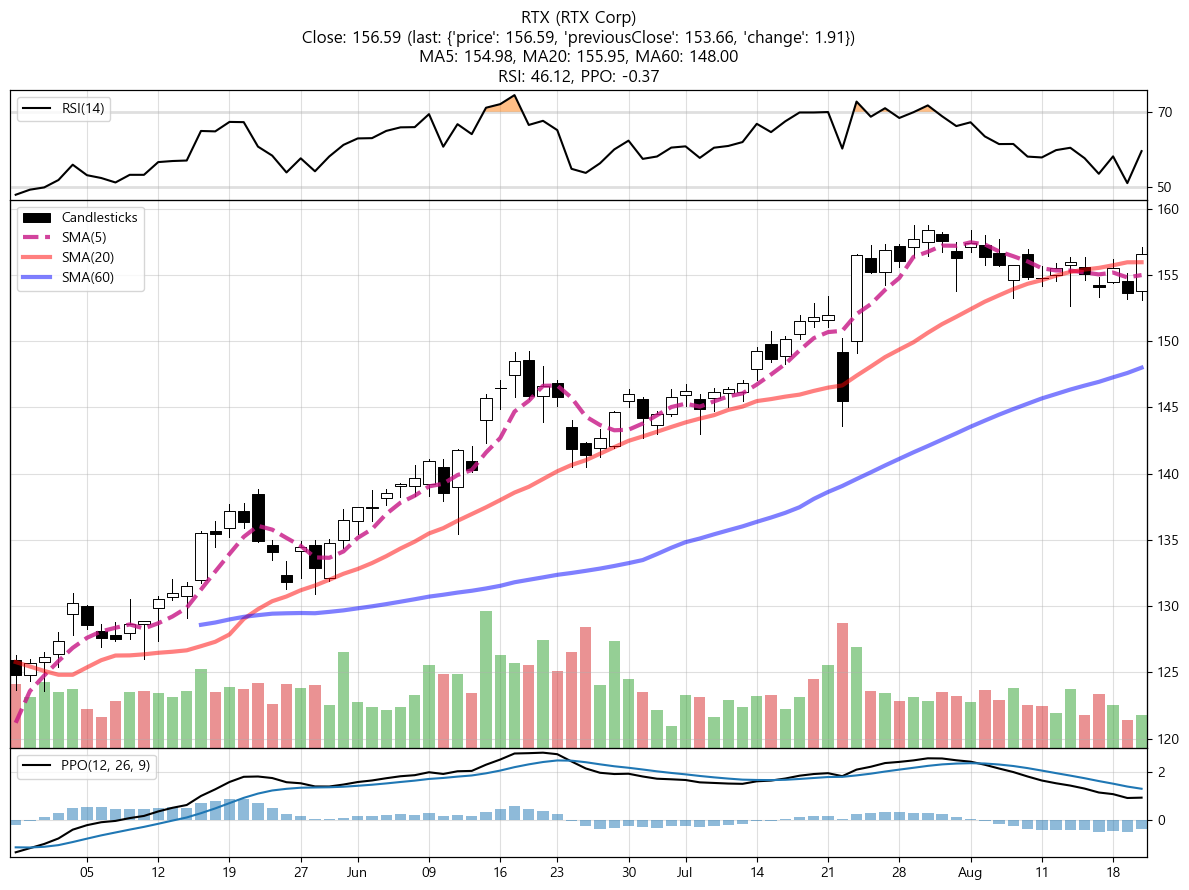 RTX (RTX Corp)
Close: 156.59 (last: {'price': 156.59, 'previousClose': 153.66, 'change': 1.91})
MA5: 154.98, MA20: 155.95, MA60: 148.00
RSI: 46.12, PPO: -0.37
RSI(14)
70
50
Candlesticks
SMA(5)
SMA(20)
SMA(60)
160
155
150
145
140
135
130
125
120
PPO(12, 26, 9)
2
0
05 12 19 27 Jun 09 16 23 30 Jul 14 21 28 Aug 11 18